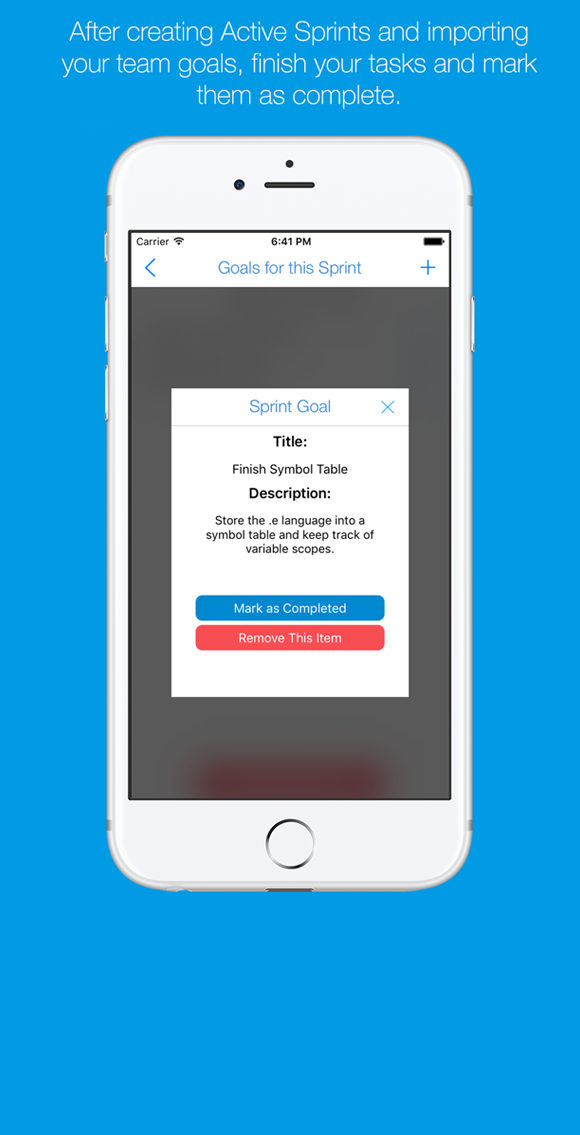 After creating Active Sprints and importing
your team goals, finish your tasks and mark
them as complete.
Carrier 6:41 PM
Goals for this Sprint
Sprint Goal
Title:
Finish Symbol Table
Description:
Store the .e language into a
symbol table and keep track of
variable scopes.
Mark as Completed
Remove This Item